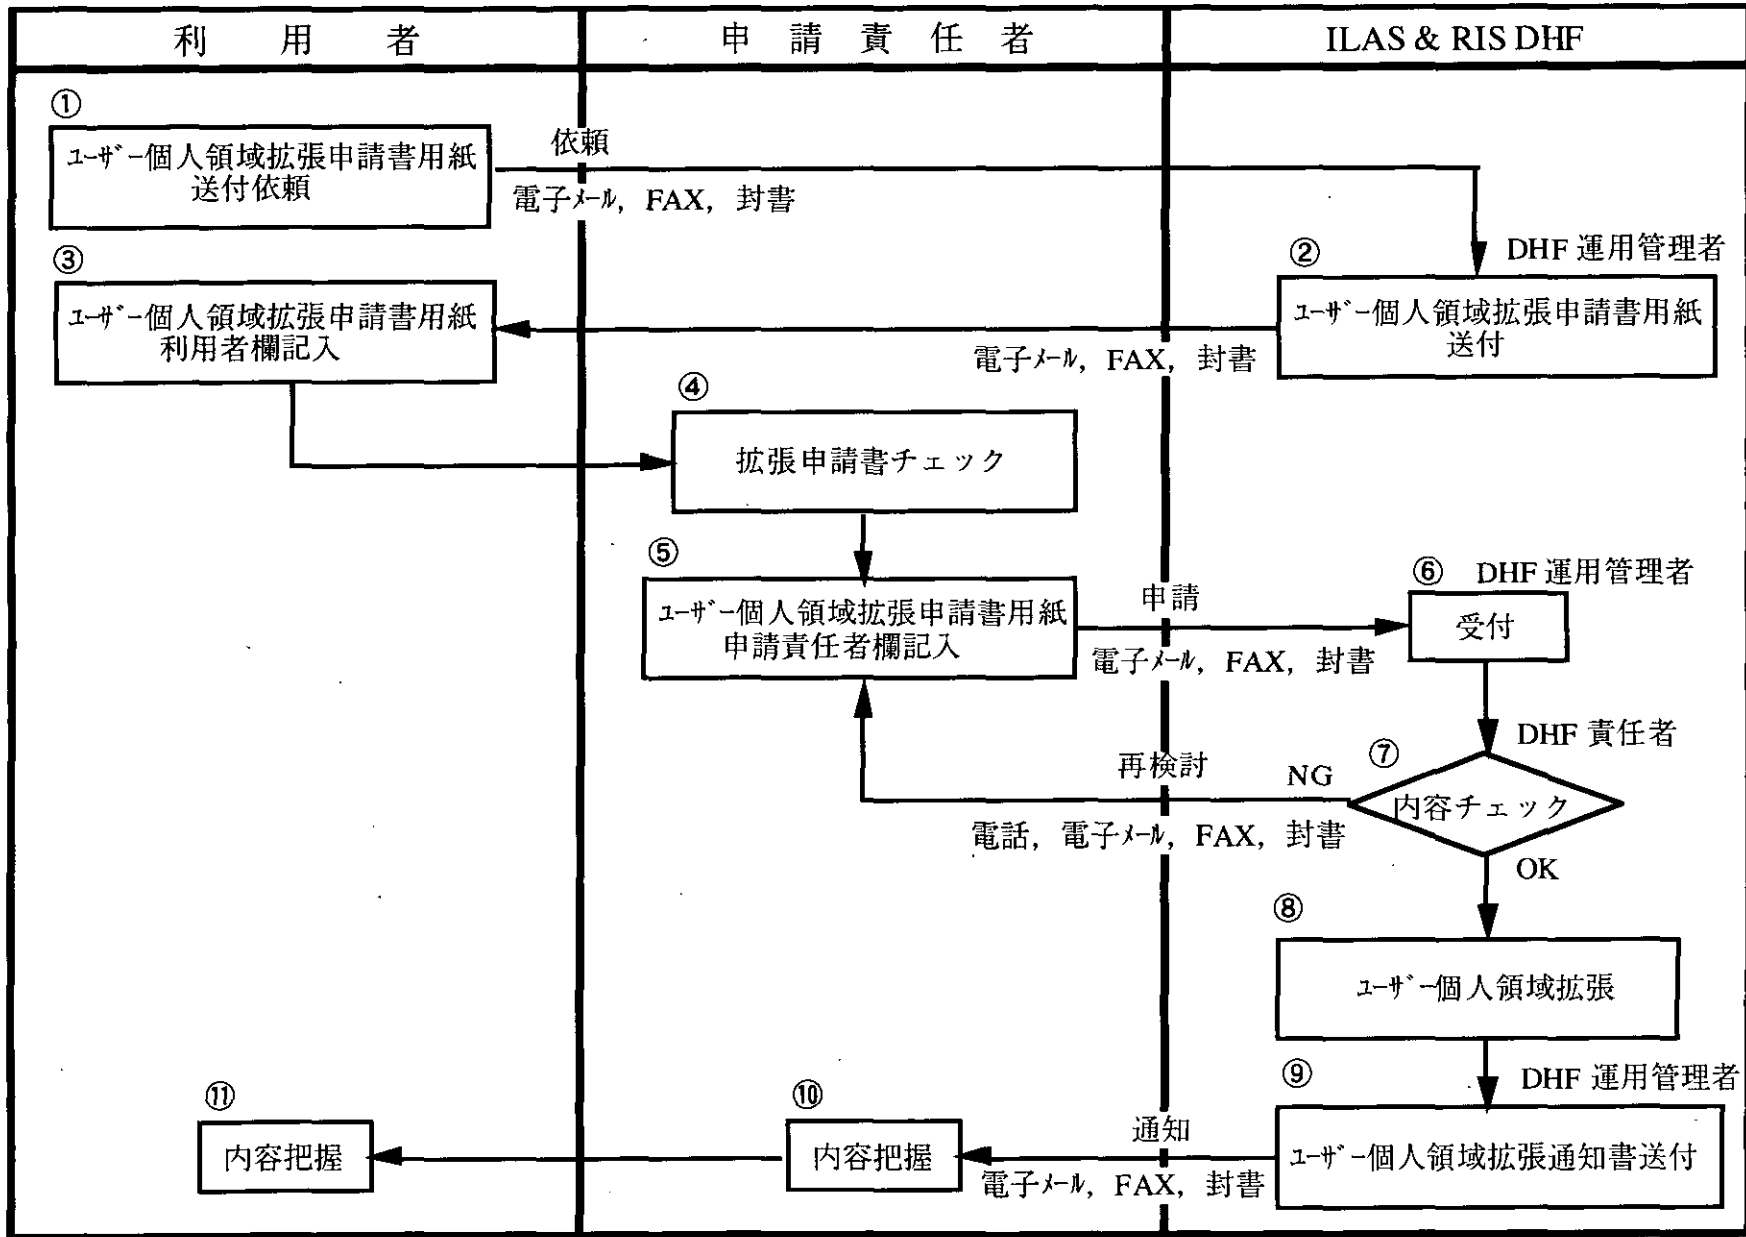 利用者
申請責任者
ILAS & RIS DHF
①
ユーザー個人領域拡張申請書用紙
送付依頼
依頼
電子メール, FAX, 封書
②
DHF 運用管理者
ユーザー個人領域拡張申請書用紙
送付
電子メール, FAX, 封書
③
ユーザー個人領域拡張申請書用紙
利用者欄記入
④
拡張申請書チェック
⑤
ユーザー個人領域拡張申請書用紙
申請責任者欄記入
申請
電子メール, FAX, 封書
⑥
DHF 運用管理者
受付
DHF 責任者
⑦
内容チェック
NG
再検討
電話, 電子メール, FAX, 封書
OK
⑧
ユーザー個人領域拡張
⑨
DHF 運用管理者
ユーザー個人領域拡張通知書送付
通知
電子メール, FAX, 封書
⑩
内容把握
⑪
内容把握